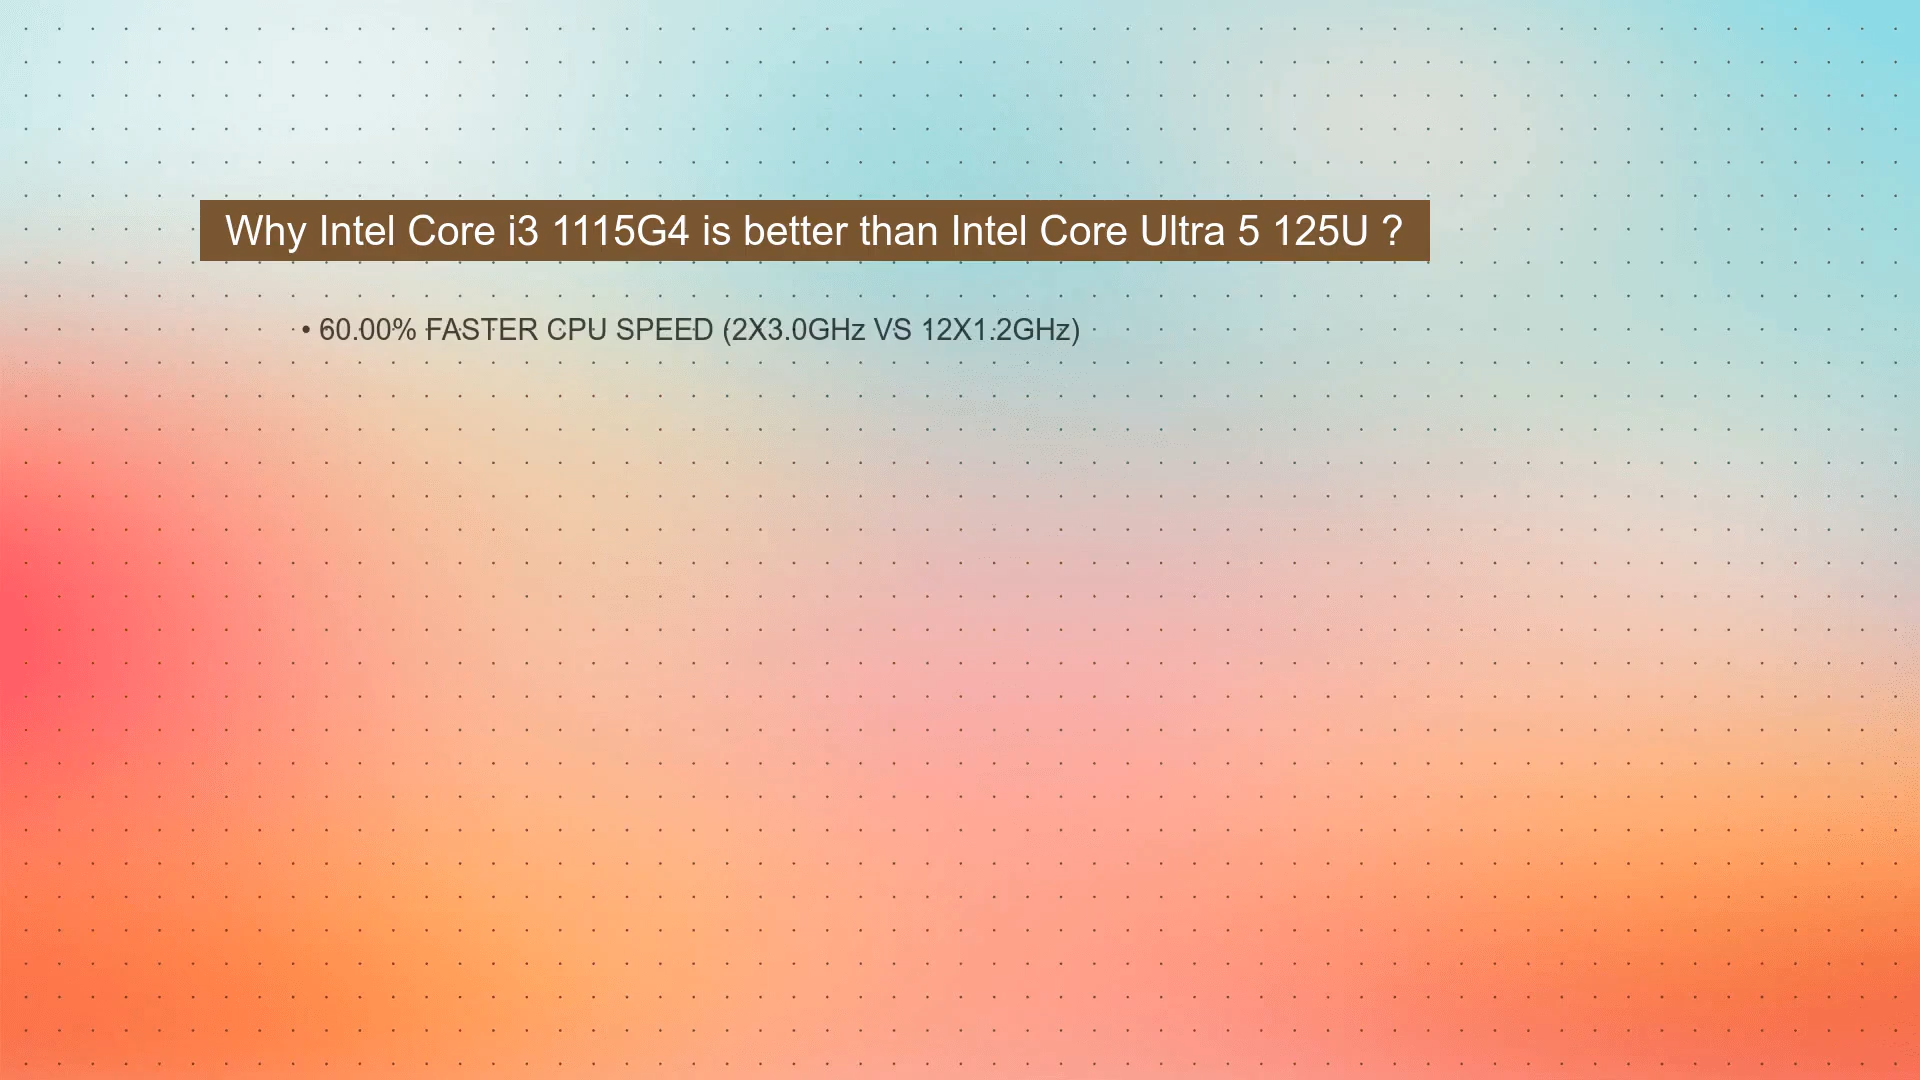 Why Intel Core i3 1115G4 is better than Intel Core Ultra 5 125U ?
• 60.00% FASTER CPU SPEED (2X3.0GHz VS 12X1.2GHz)